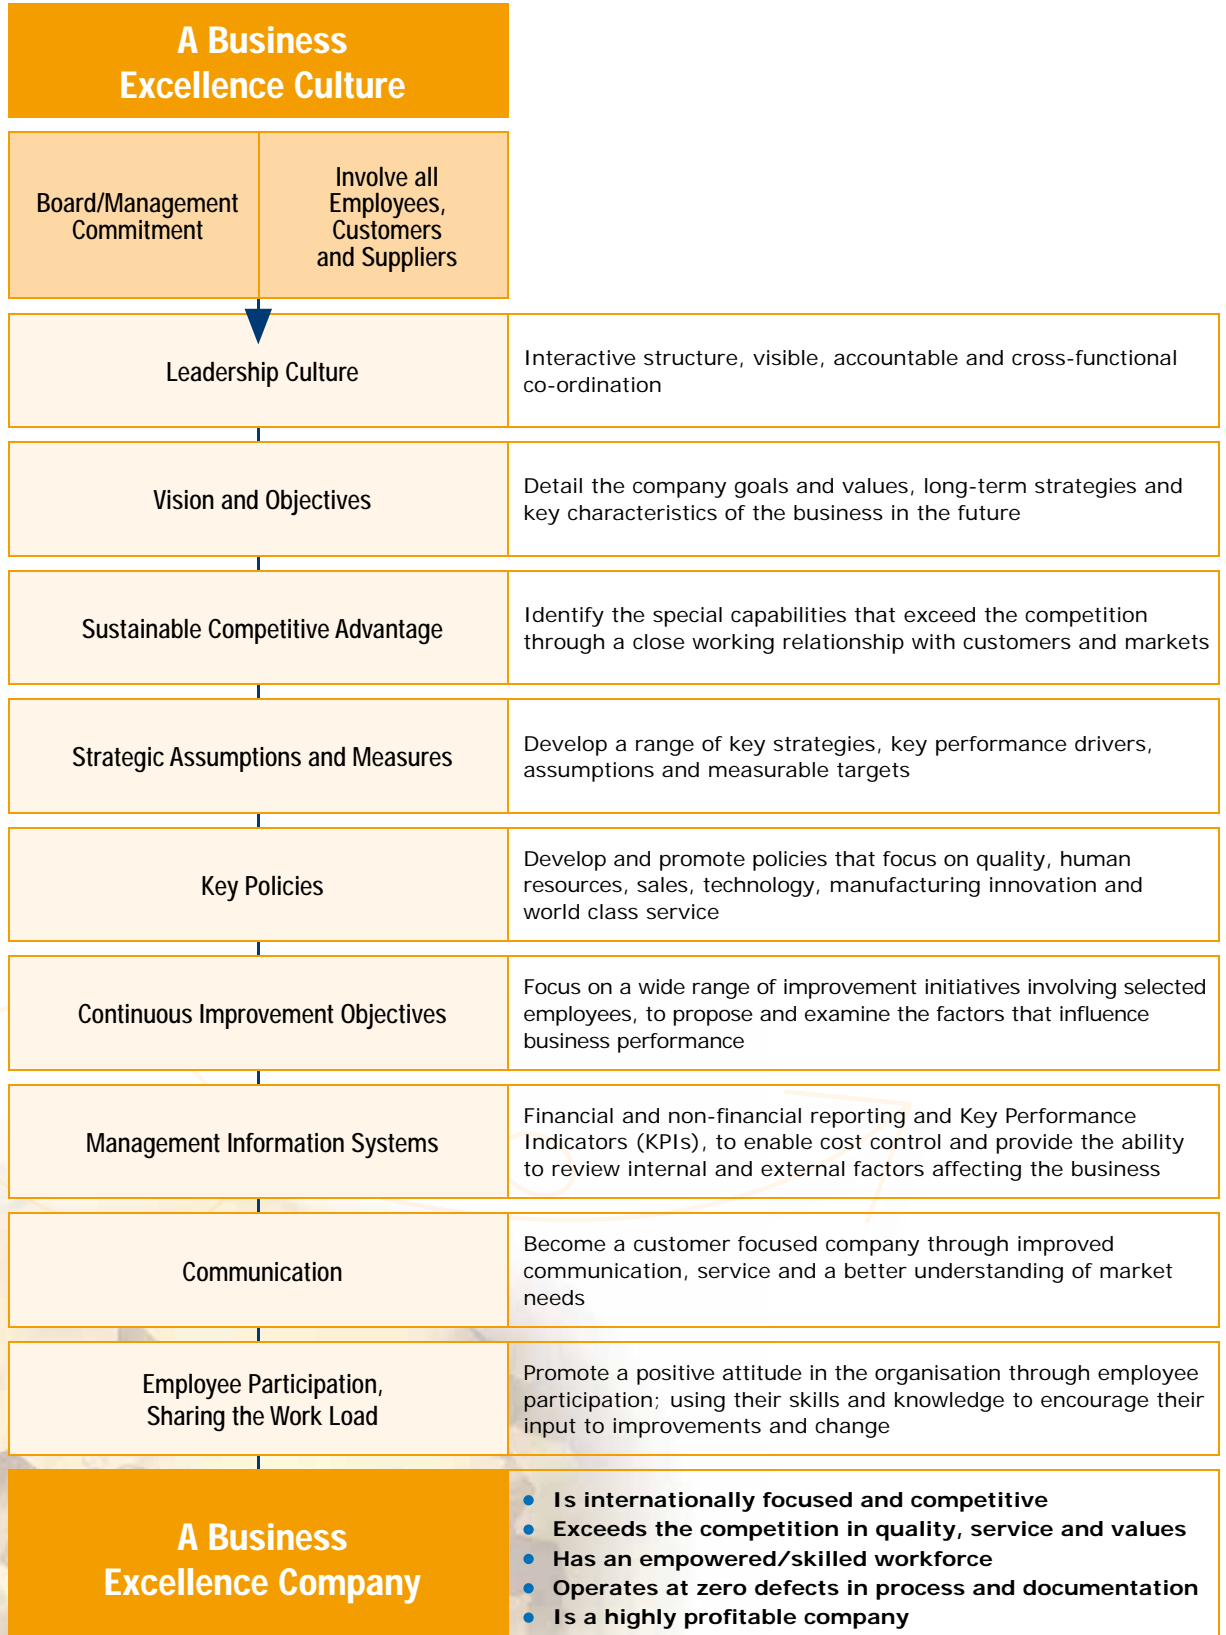 A Business
Excellence Culture
Board/Management
Commitment
Involve all
Employees,
Customers
and Suppliers
Leadership Culture
Interactive structure, visible, accountable and cross-functional
co-ordination
Vision and Objectives
Detail the company goals and values, long-term strategies and
key characteristics of the business in the future
Sustainable Competitive Advantage
Identify the special capabilities that exceed the competition
through a close working relationship with customers and markets
Strategic Assumptions and Measures
Develop a range of key strategies, key performance drivers,
assumptions and measurable targets
Key Policies
Develop and promote policies that focus on quality, human
resources, sales, technology, manufacturing innovation and
world class service
Continuous Improvement Objectives
Focus on a wide range of improvement initiatives involving selected
employees, to propose and examine the factors that influence
business performance
Management Information Systems
Financial and non-financial reporting and Key Performance
Indicators (KPIs), to enable cost control and provide the ability
to review internal and external factors affecting the business
Communication
Become a customer focused company through improved
communication, service and a better understanding of market
needs
Employee Participation,
Sharing the Work Load
Promote a positive attitude in the organisation through employee
participation; using their skills and knowledge to encourage their
input to improvements and change
A Business
Excellence Company
● Is internationally focused and competitive
● Exceeds the competition in quality, service and values
● Has an empowered/skilled workforce
● Operates at zero defects in process and documentation
● Is a highly profitable company